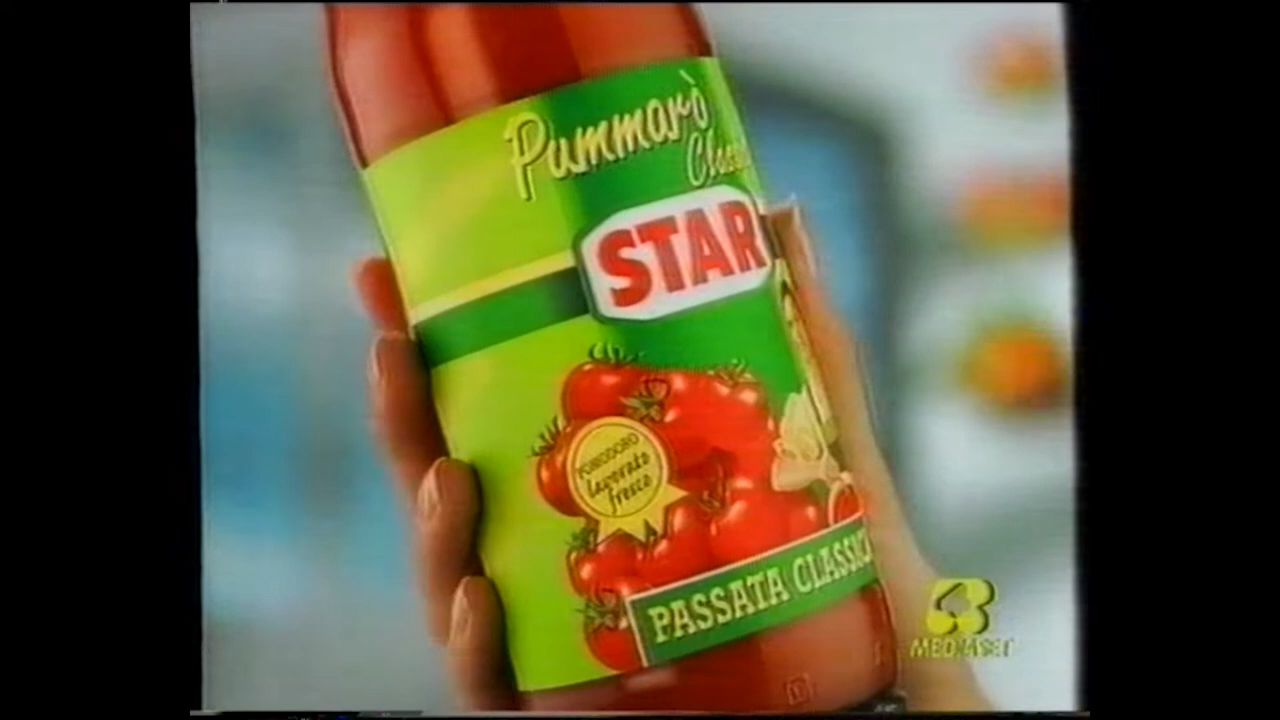 Pummarò
STAR
POMODORO
lavorato
fresco
PASSATA CLASSICA
MEDIASET